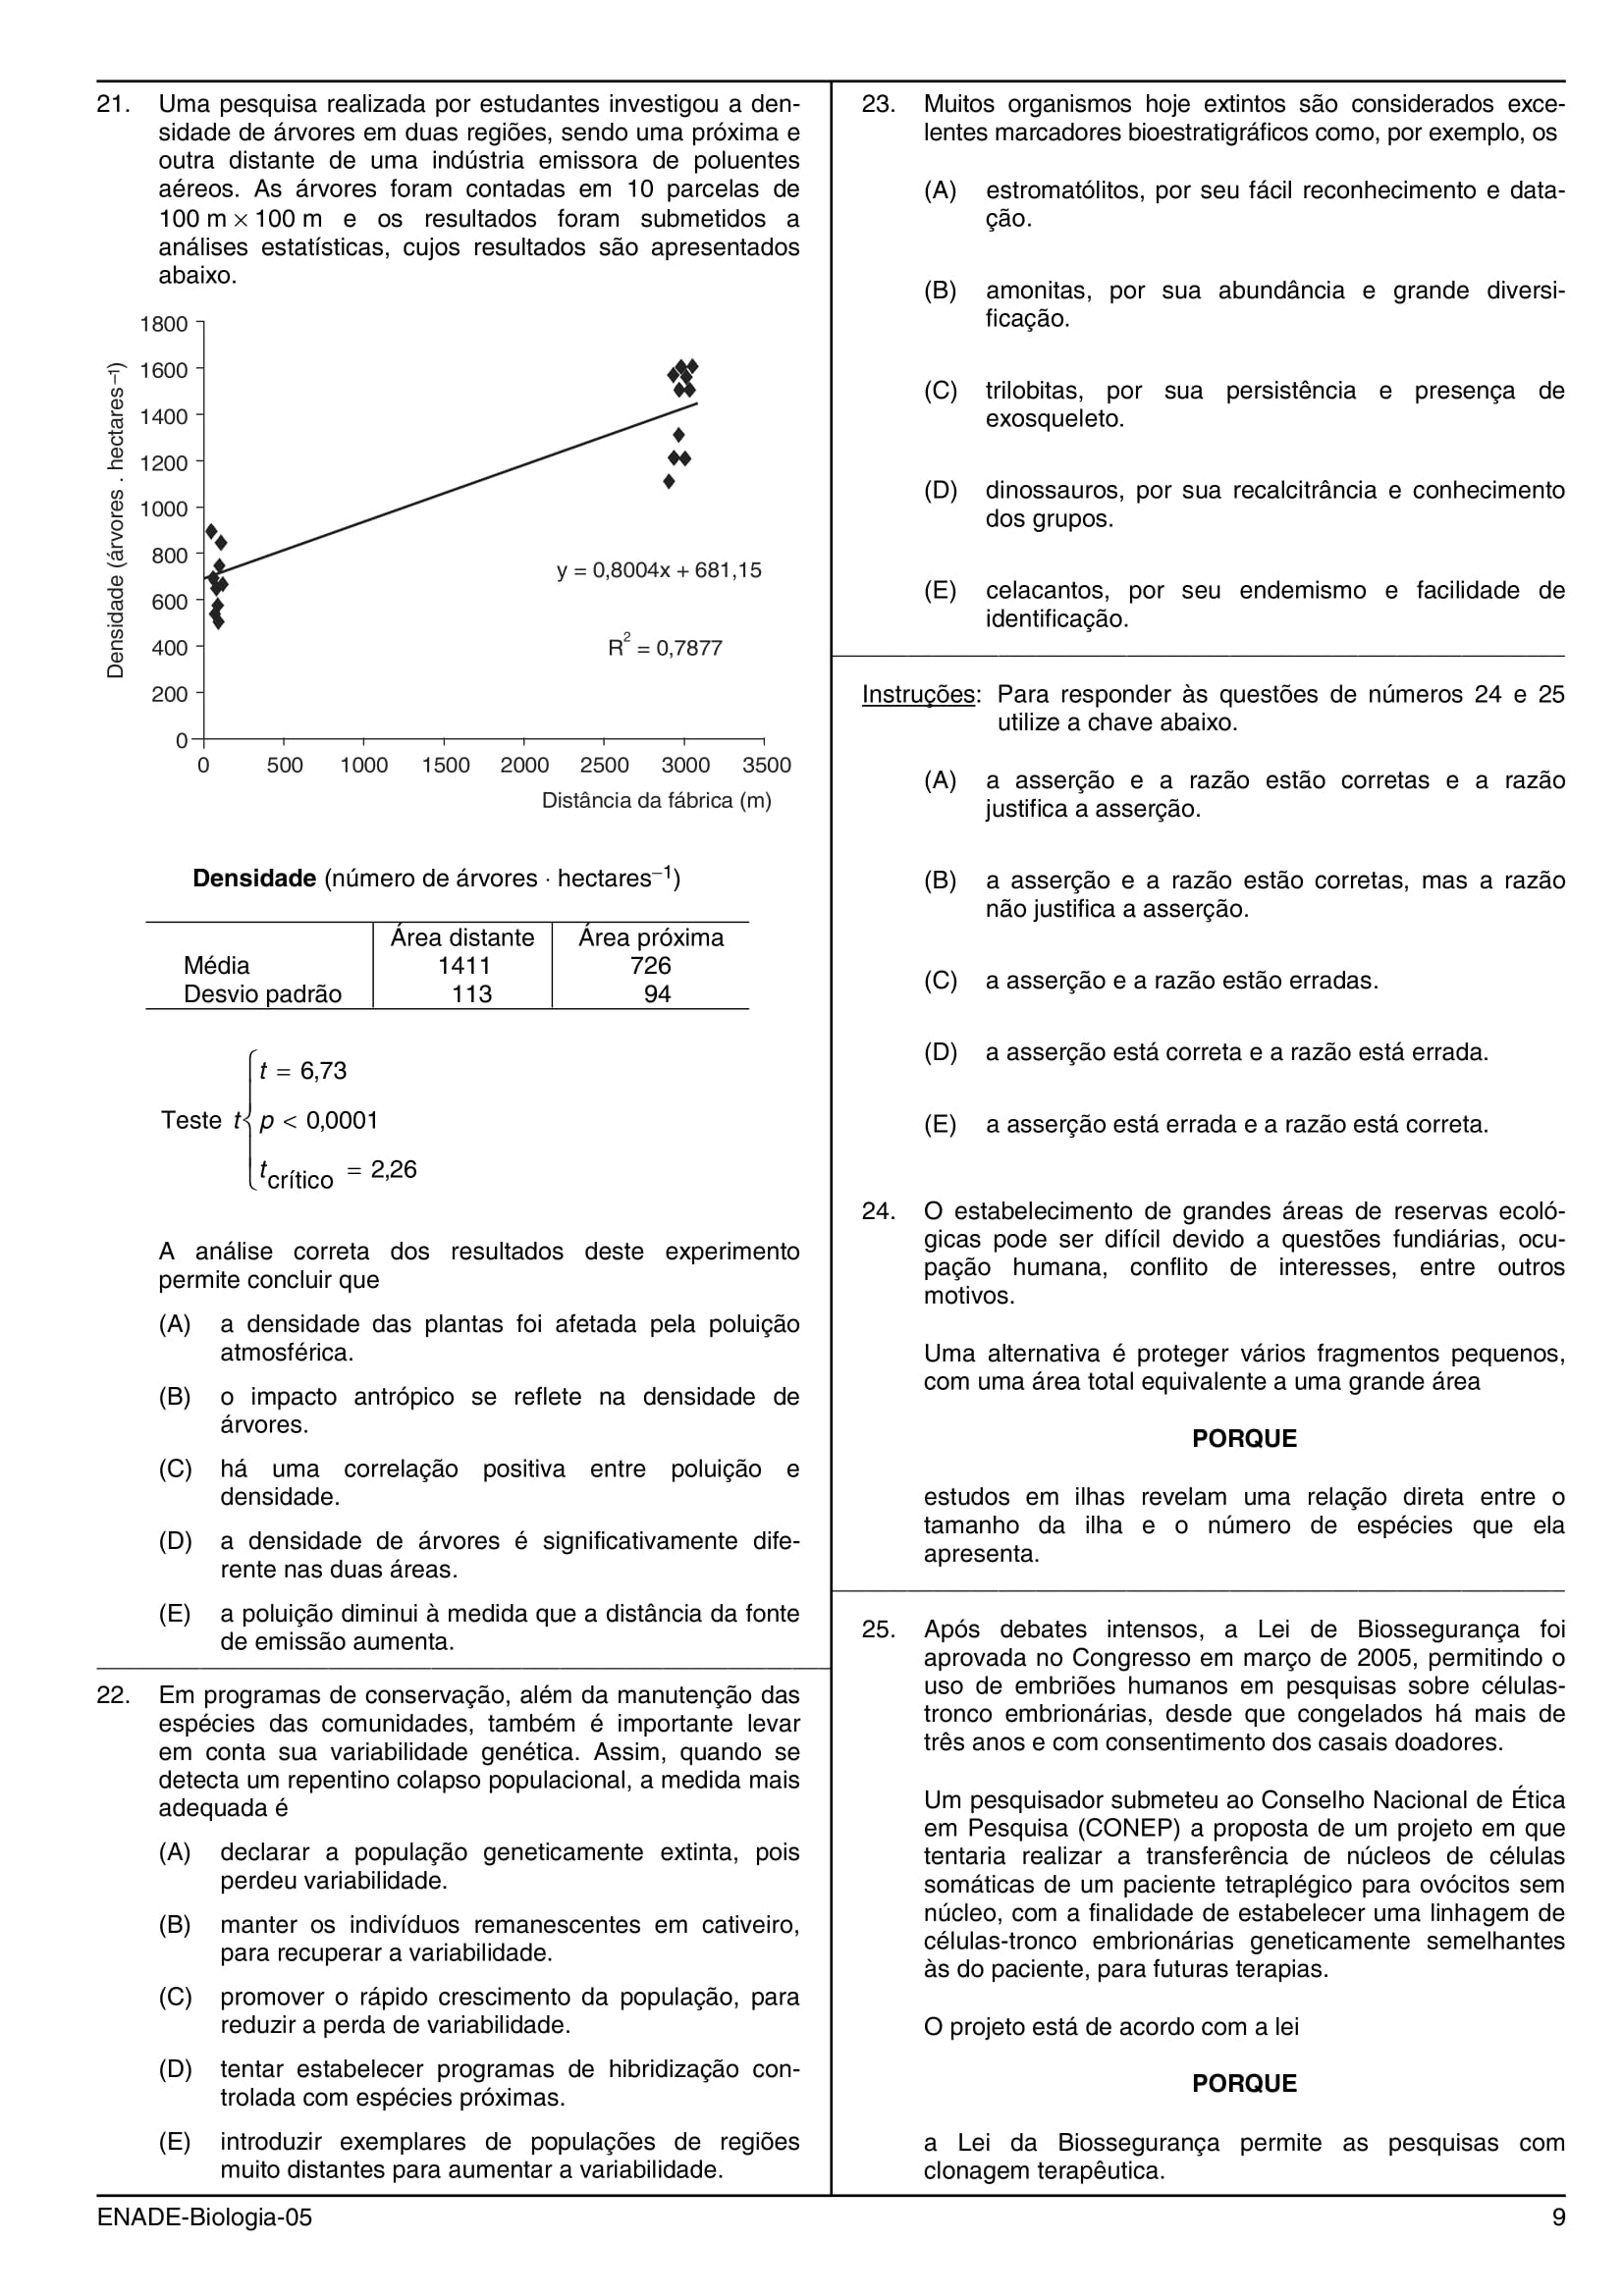 21. Uma pesquisa realizada por estudantes investigou a den-
sidade de árvores em duas regiões, sendo uma próxima e
outra distante de uma indústria emissora de poluentes
aéreos. As árvores foram contadas em 10 parcelas de
100 m × 100 m e os resultados foram submetidos a
análises estatísticas, cujos resultados são apresentados
abaixo.
Densidade (árvores . hectares⁻¹)
1800
1600
1400
1200
1000
800
600
400
200
0
y = 0,8004x + 681,15
R² = 0,7877
0 500 1000 1500 2000 2500 3000 3500
Distância da fábrica (m)
Densidade (número de árvores · hectares⁻¹)
Área distante Área próxima
Média 1411 726
Desvio padrão 113 94
t = 6,73
Teste t p < 0,0001
t crítico = 2,26
A análise correta dos resultados deste experimento
permite concluir que
(A) a densidade das plantas foi afetada pela poluição
atmosférica.
(B) o impacto antrópico se reflete na densidade de
árvores.
(C) há uma correlação positiva entre poluição e
densidade.
(D) a densidade de árvores é significativamente dife-
rente nas duas áreas.
(E) a poluição diminui à medida que a distância da fonte
de emissão aumenta.
22. Em programas de conservação, além da manutenção das
espécies das comunidades, também é importante levar
em conta sua variabilidade genética. Assim, quando se
detecta um repentino colapso populacional, a medida mais
adequada é
(A) declarar a população geneticamente extinta, pois
perdeu variabilidade.
(B) manter os indivíduos remanescentes em cativeiro,
para recuperar a variabilidade.
(C) promover o rápido crescimento da população, para
reduzir a perda de variabilidade.
(D) tentar estabelecer programas de hibridização con-
trolada com espécies próximas.
(E) introduzir exemplares de populações de regiões
muito distantes para aumentar a variabilidade.
23. Muitos organismos hoje extintos são considerados exce-
lentes marcadores bioestratigráficos como, por exemplo, os
(A) estromatólitos, por seu fácil reconhecimento e data-
ção.
(B) amonitas, por sua abundância e grande diversi-
ficação.
(C) trilobitas, por sua persistência e presença de
exosqueleto.
(D) dinossauros, por sua recalcitrância e conhecimento
dos grupos.
(E) celacantos, por seu endemismo e facilidade de
identificação.
Instruções: Para responder às questões de números 24 e 25
utilize a chave abaixo.
(A) a asserção e a razão estão corretas e a razão
justifica a asserção.
(B) a asserção e a razão estão corretas, mas a razão
não justifica a asserção.
(C) a asserção e a razão estão erradas.
(D) a asserção está correta e a razão está errada.
(E) a asserção está errada e a razão está correta.
24. O estabelecimento de grandes áreas de reservas ecoló-
gicas pode ser difícil devido a questões fundiárias, ocu-
pação humana, conflito de interesses, entre outros
motivos.
Uma alternativa é proteger vários fragmentos pequenos,
com uma área total equivalente a uma grande área
PORQUE
estudos em ilhas revelam uma relação direta entre o
tamanho da ilha e o número de espécies que ela
apresenta.
25. Após debates intensos, a Lei de Biossegurança foi
aprovada no Congresso em março de 2005, permitindo o
uso de embriões humanos em pesquisas sobre células-
tronco embrionárias, desde que congelados há mais de
três anos e com consentimento dos casais doadores.
Um pesquisador submeteu ao Conselho Nacional de Ética
em Pesquisa (CONEP) a proposta de um projeto em que
tentaria realizar a transferência de núcleos de células
somáticas de um paciente tetraplégico para ovócitos sem
núcleo, com a finalidade de estabelecer uma linhagem de
células-tronco embrionárias geneticamente semelhantes
às do paciente, para futuras terapias.
O projeto está de acordo com a lei
PORQUE
a Lei da Biossegurança permite as pesquisas com
clonagem terapêutica.
ENADE-Biologia-05 9